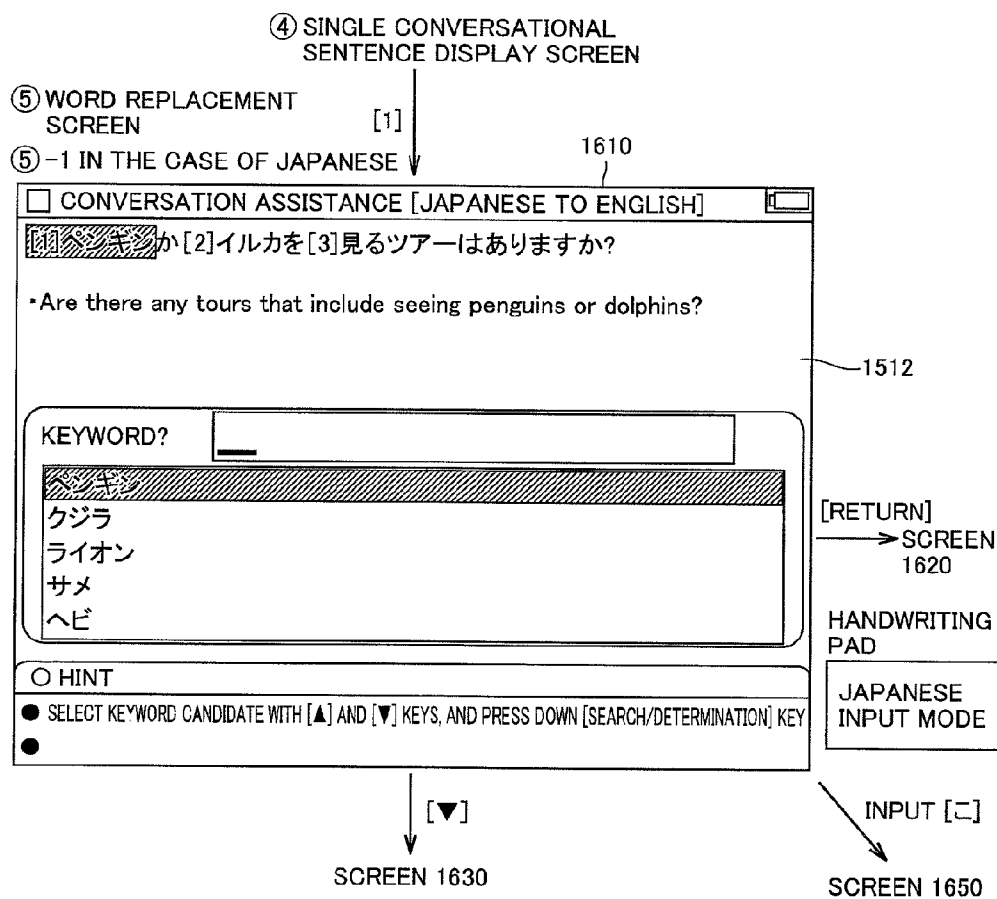 ④ SINGLE CONVERSATIONAL
SENTENCE DISPLAY SCREEN
⑤ WORD REPLACEMENT
SCREEN
[1]
⑤-1 IN THE CASE OF JAPANESE
1610
□ CONVERSATION ASSISTANCE [JAPANESE TO ENGLISH]
[1]ペンギンか[2]イルカを[3]見るツアーはありますか?
・Are there any tours that include seeing penguins or dolphins?
1512
KEYWORD?
ペンギン
クジラ
ライオン
サメ
ヘビ
[RETURN]
SCREEN
1620
HANDWRITING
PAD
JAPANESE
INPUT MODE
○ HINT
● SELECT KEYWORD CANDIDATE WITH [▲] AND [▼] KEYS, AND PRESS DOWN [SEARCH/DETERMINATION] KEY
●
[▼]
INPUT [こ]
SCREEN 1630
SCREEN 1650